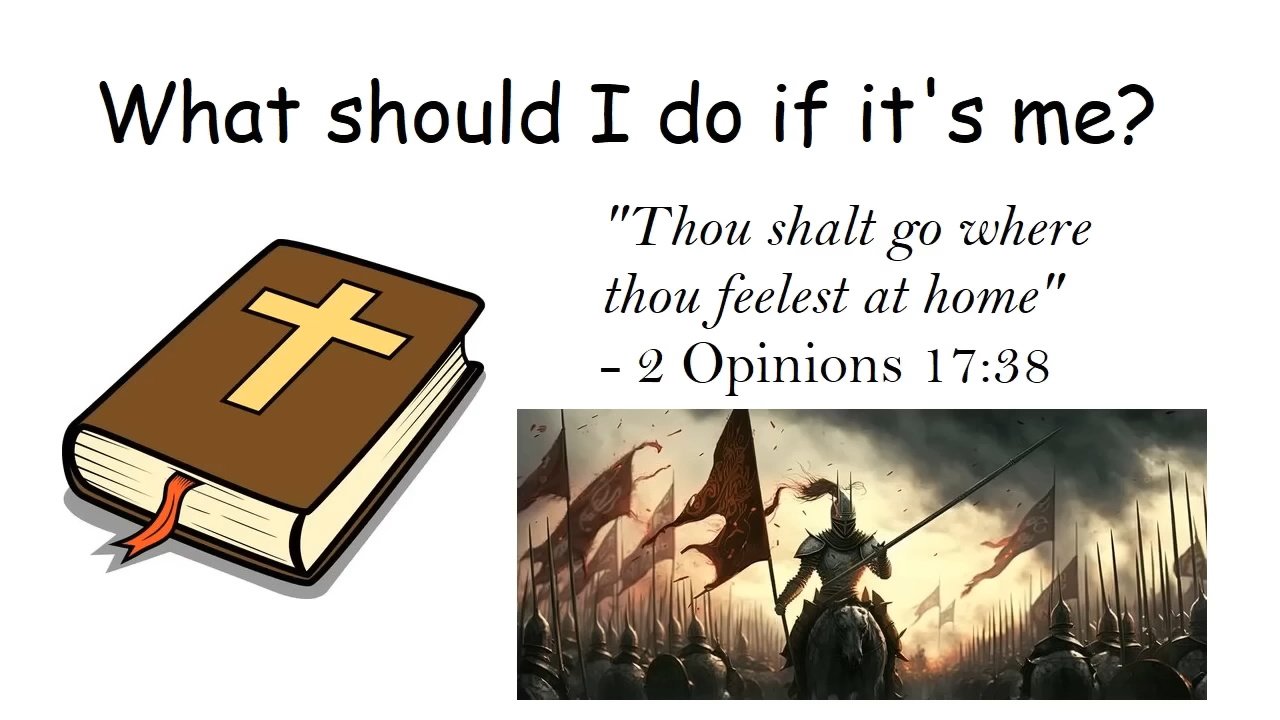 What should I do if it's me?
"Thou shalt go where
thou feelest at home"
- 2 Opinions 17:38